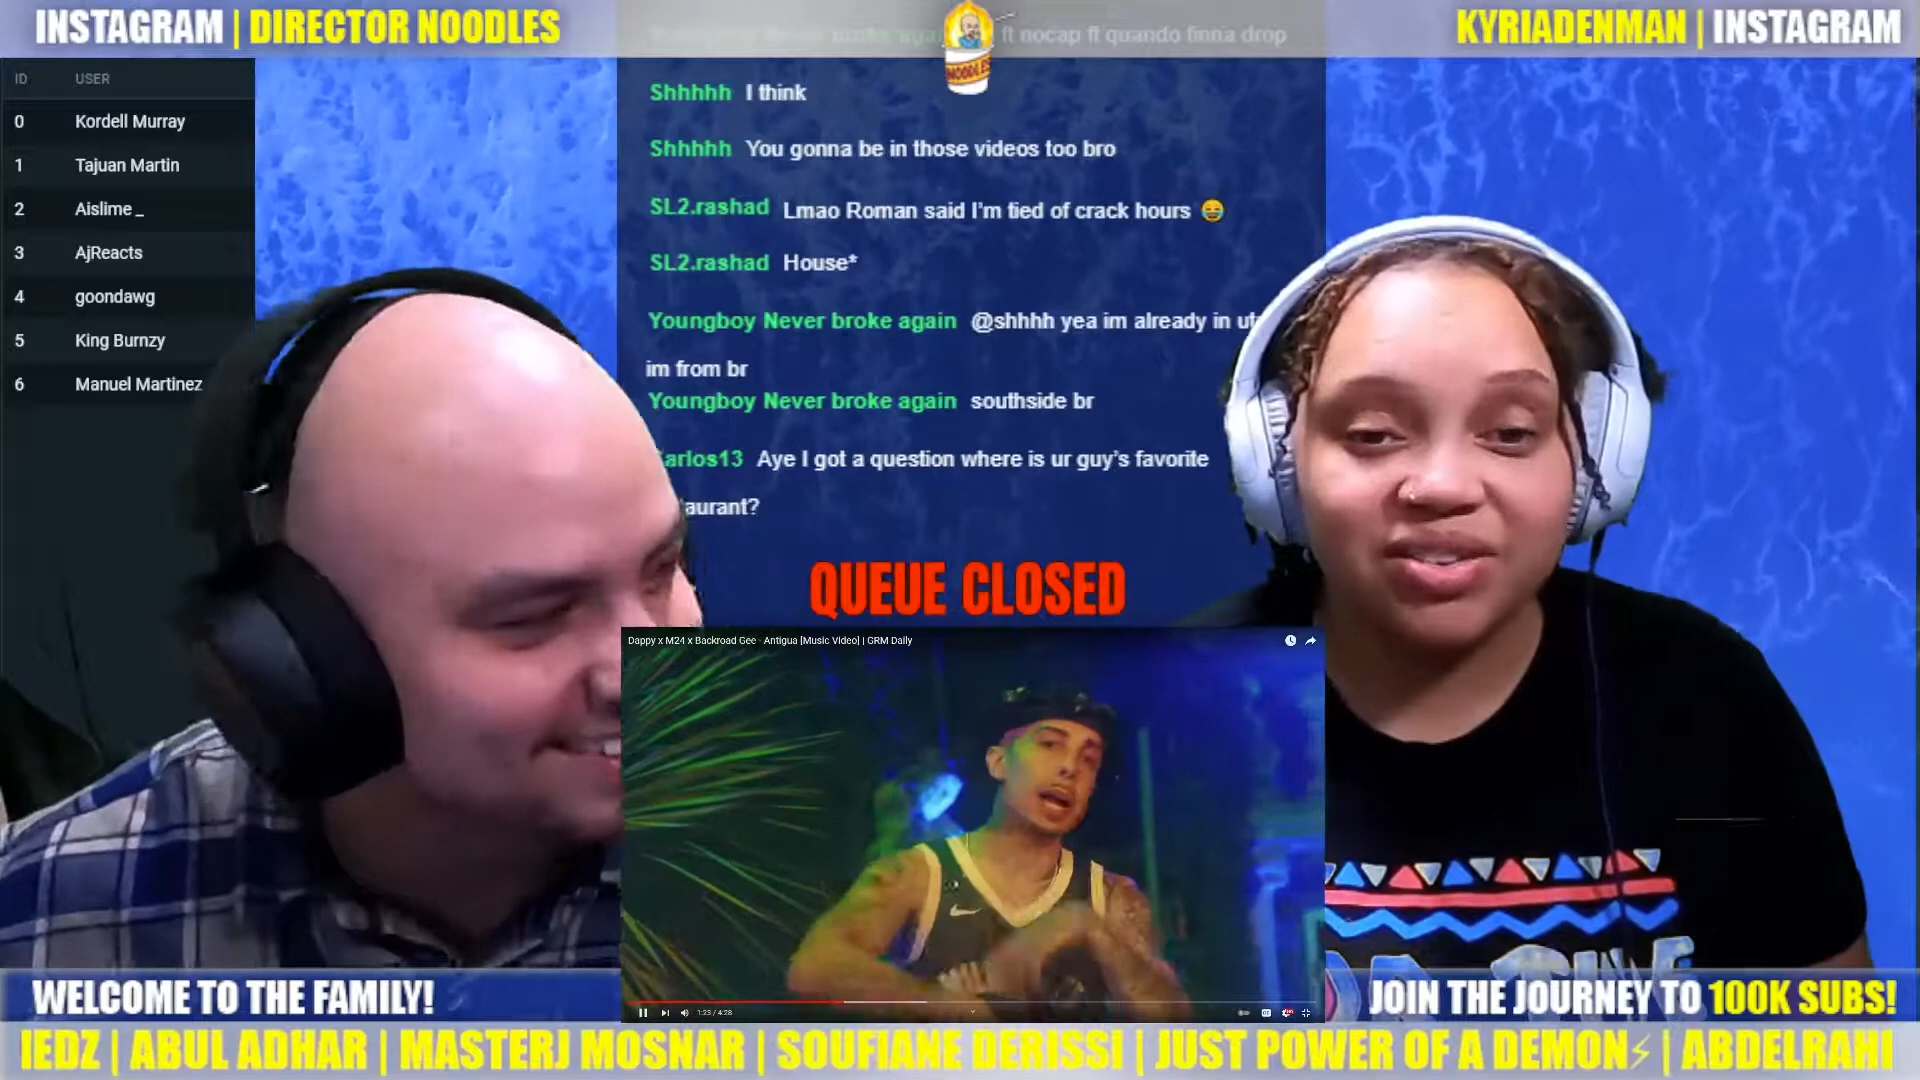 INSTAGRAM | DIRECTOR NOODLES
KYRIADENMAN | INSTAGRAM
ft nocap ft quando finna drop
NOODLES
ID USER
0 Kordell Murray
1 Tajuan Martin
2 Aislime_
3 AjReacts
4 goondawg
5 King Burnzy
6 Manuel Martinez
Shhhhh I think
Shhhhh You gonna be in those videos too bro
SL2.rashad Lmao Roman said I'm tied of crack hours 😂
SL2.rashad House*
Youngboy Never broke again @shhhh yea im already in
im from br
Youngboy Never broke again southside br
arlos13 Aye I got a question where is ur guy's favorite
aurant?
QUEUE CLOSED
Dappy x M24 x Backroad Gee - Antigua [Music Video] | GRM Daily
1:23 / 4:28
WELCOME TO THE FAMILY!
JOIN THE JOURNEY TO 100K SUBS!
IEDZ | ABUL ADHAR | MASTERJ MOSNAR | SOUFIANE DERISSI | JUST POWER OF A DEMON⚡ | ABDELRAHI